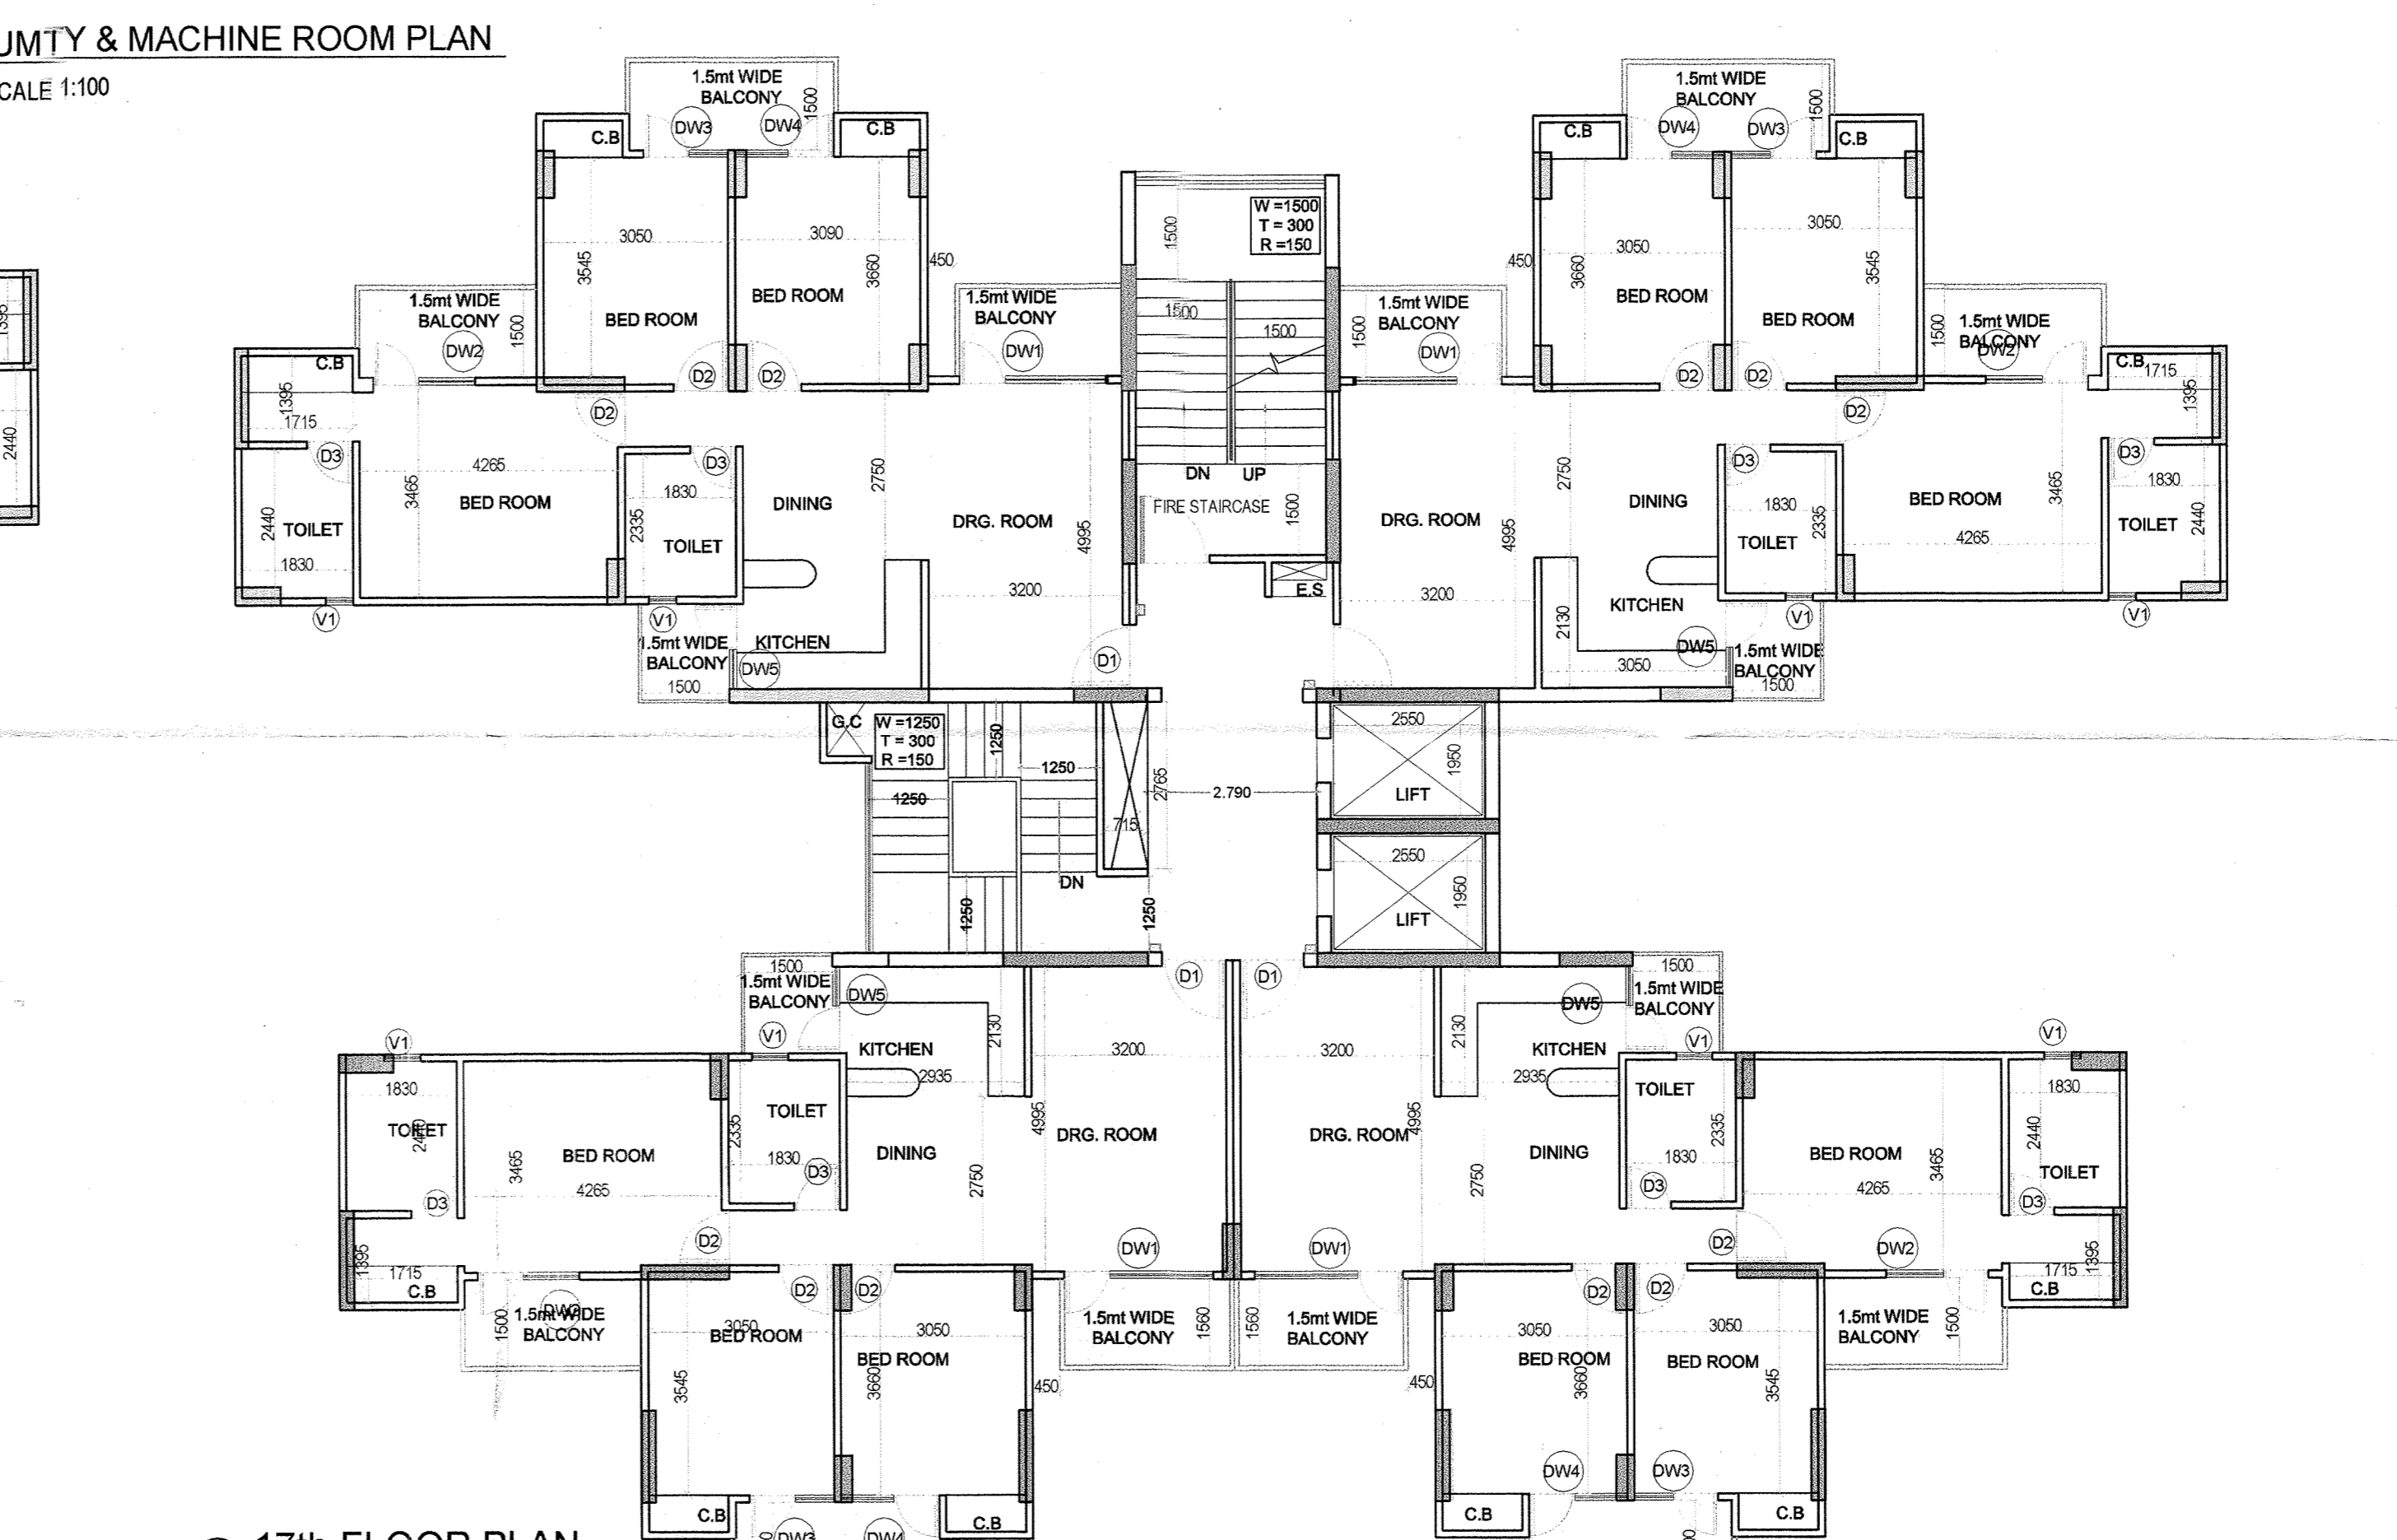 UMTY & MACHINE ROOM PLAN
CALE 1:100
1.5mt WIDE
BALCONY
1500
DW3
DW4
C.B
C.B
3050
3090
3545
3660
450
BED ROOM
BED ROOM
D2
D2
D2
1.5mt WIDE
BALCONY
1500
DW2
1.5mt WIDE
BALCONY
DW1
C.B
1395
1715
D3
2440
TOILET
1830
V1
4265
3465
BED ROOM
D3
1830
2335
TOILET
V1
DINING
2750
DRG. ROOM
4995
3200
1.5mt WIDE
BALCONY
1500
KITCHEN
DW5
D1
1395
2440
W =1500
T = 300
R =150
1500
1500
1500
DN
UP
FIRE STAIRCASE
1500
E.S
1.5mt WIDE
BALCONY
1500
DW4
DW3
C.B
C.B
3050
3050
3660
3545
450
BED ROOM
BED ROOM
D2
D2
D2
1.5mt WIDE
BALCONY
1500
DW1
1.5mt WIDE
BALCONY
1500
DW2
C.B
1715
1395
D3
1830
TOILET
2440
V1
BED ROOM
3465
4265
D3
1830
TOILET
2335
V1
DINING
2750
DRG. ROOM
4995
3200
KITCHEN
2130
3050
DW5
1.5mt WIDE
BALCONY
1500
G.C
W =1250
T = 300
R =150
1250
1250
1250
2765
715
DN
1250
1250
2.790
2550
1950
LIFT
2550
1950
LIFT
1500
1.5mt WIDE
BALCONY
DW5
D1
D1
V1
V1
KITCHEN
2130
2935
3200
1830
TOILET
2440
D3
BED ROOM
3465
4265
TOILET
2335
1830
D3
DINING
2750
4995
DRG. ROOM
D2
DW1
1395
1715
C.B
1.5mt WIDE
BALCONY
1500
D2
D2
3050
BED ROOM
3545
3050
BED ROOM
3660
450
1.5mt WIDE
BALCONY
1560
C.B
C.B
DW3
DW4
1500
1.5mt WIDE
BALCONY
DW5
V1
V1
KITCHEN
2130
2935
3200
DRG. ROOM
4995
DINING
2750
TOILET
2335
1830
D3
BED ROOM
3465
4265
1830
2440
TOILET
D3
D2
DW1
DW2
1395
1715
C.B
1560
1.5mt WIDE
BALCONY
450
D2
D2
3050
BED ROOM
3660
3050
BED ROOM
3545
1.5mt WIDE
BALCONY
1500
DW4
DW3
C.B
C.B
17th FLOOR PLAN